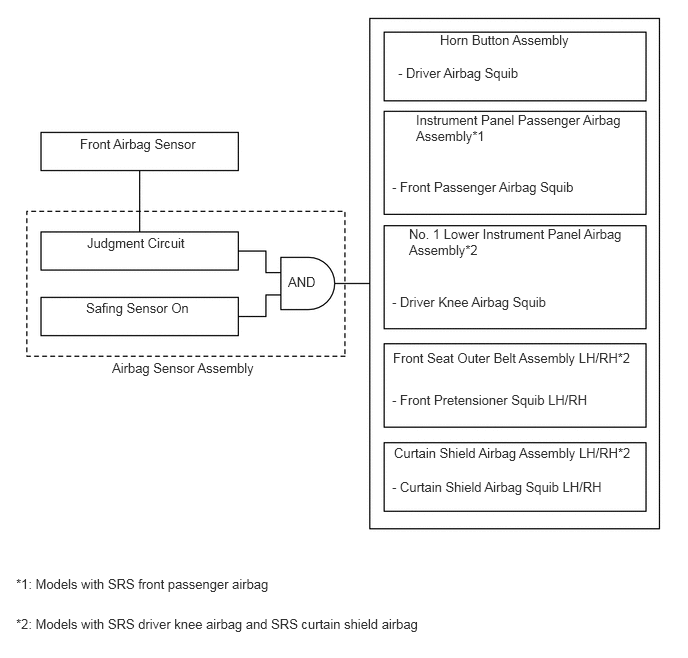 Horn Button Assembly
- Driver Airbag Squib
Instrument Panel Passenger Airbag
Assembly*1
- Front Passenger Airbag Squib
Front Airbag Sensor
Judgment Circuit
Safing Sensor On
AND
Airbag Sensor Assembly
No. 1 Lower Instrument Panel Airbag
Assembly*2
- Driver Knee Airbag Squib
Front Seat Outer Belt Assembly LH/RH*2
- Front Pretensioner Squib LH/RH
Curtain Shield Airbag Assembly LH/RH*2
- Curtain Shield Airbag Squib LH/RH
*1: Models with SRS front passenger airbag
*2: Models with SRS driver knee airbag and SRS curtain shield airbag